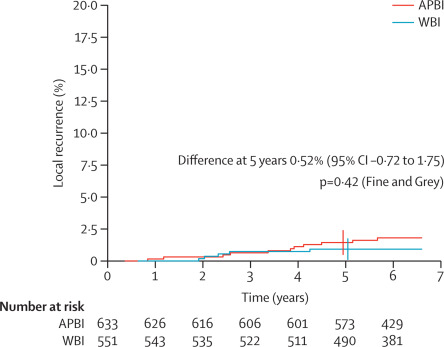 20·0
17·5
15·0
12·5
10·0
7·5
5·0
2·5
0
Local recurrence (%)
APBI
WBI
Difference at 5 years 0·52% (95% CI –0·72 to 1·75)
p=0·42 (Fine and Grey)
0 1 2 3 4 5 6 7
Time (years)
Number at risk
APBI 633 626 616 606 601 573 429
WBI 551 543 535 522 511 490 381